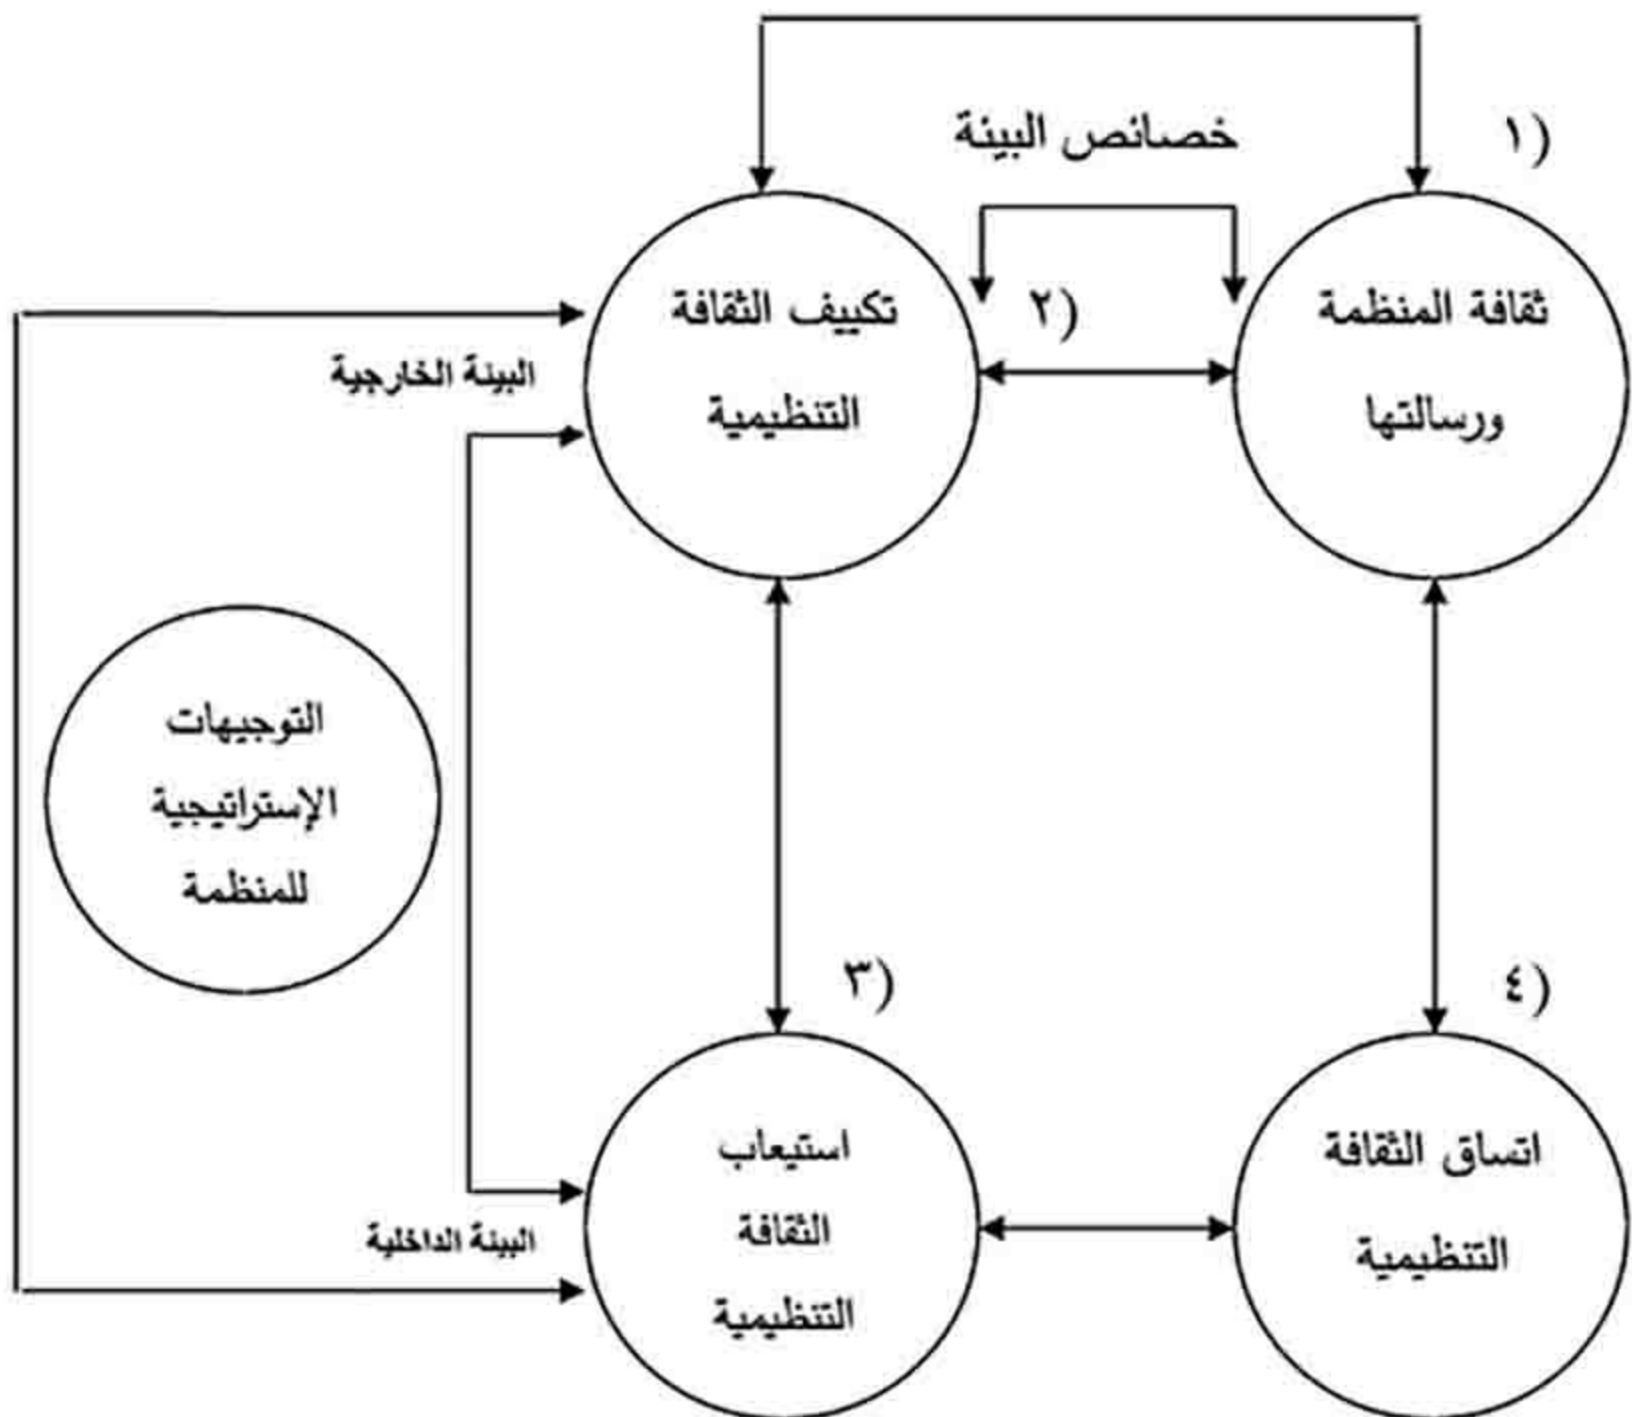 خصائص البيئة
١)
ثقافة المنظمة
ورسالتها
٢)
تكييف الثقافة
التنظيمية
البيئة الخارجية
التوجيهات
الإستراتيجية
للمنظمة
٣)
استيعاب
الثقافة
التنظيمية
البيئة الداخلية
٤)
اتساق الثقافة
التنظيمية